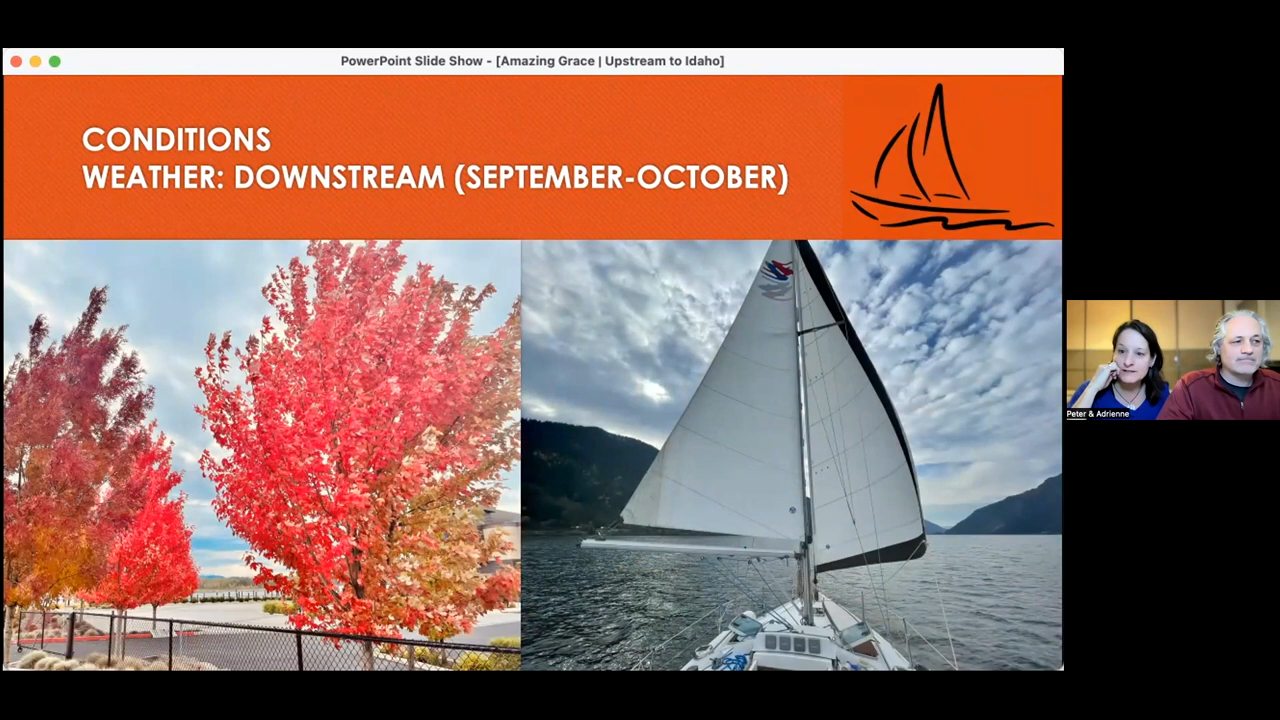 PowerPoint Slide Show - [Amazing Grace | Upstream to Idaho]
CONDITIONS
WEATHER: DOWNSTREAM (SEPTEMBER-OCTOBER)
Peter & Adrienne